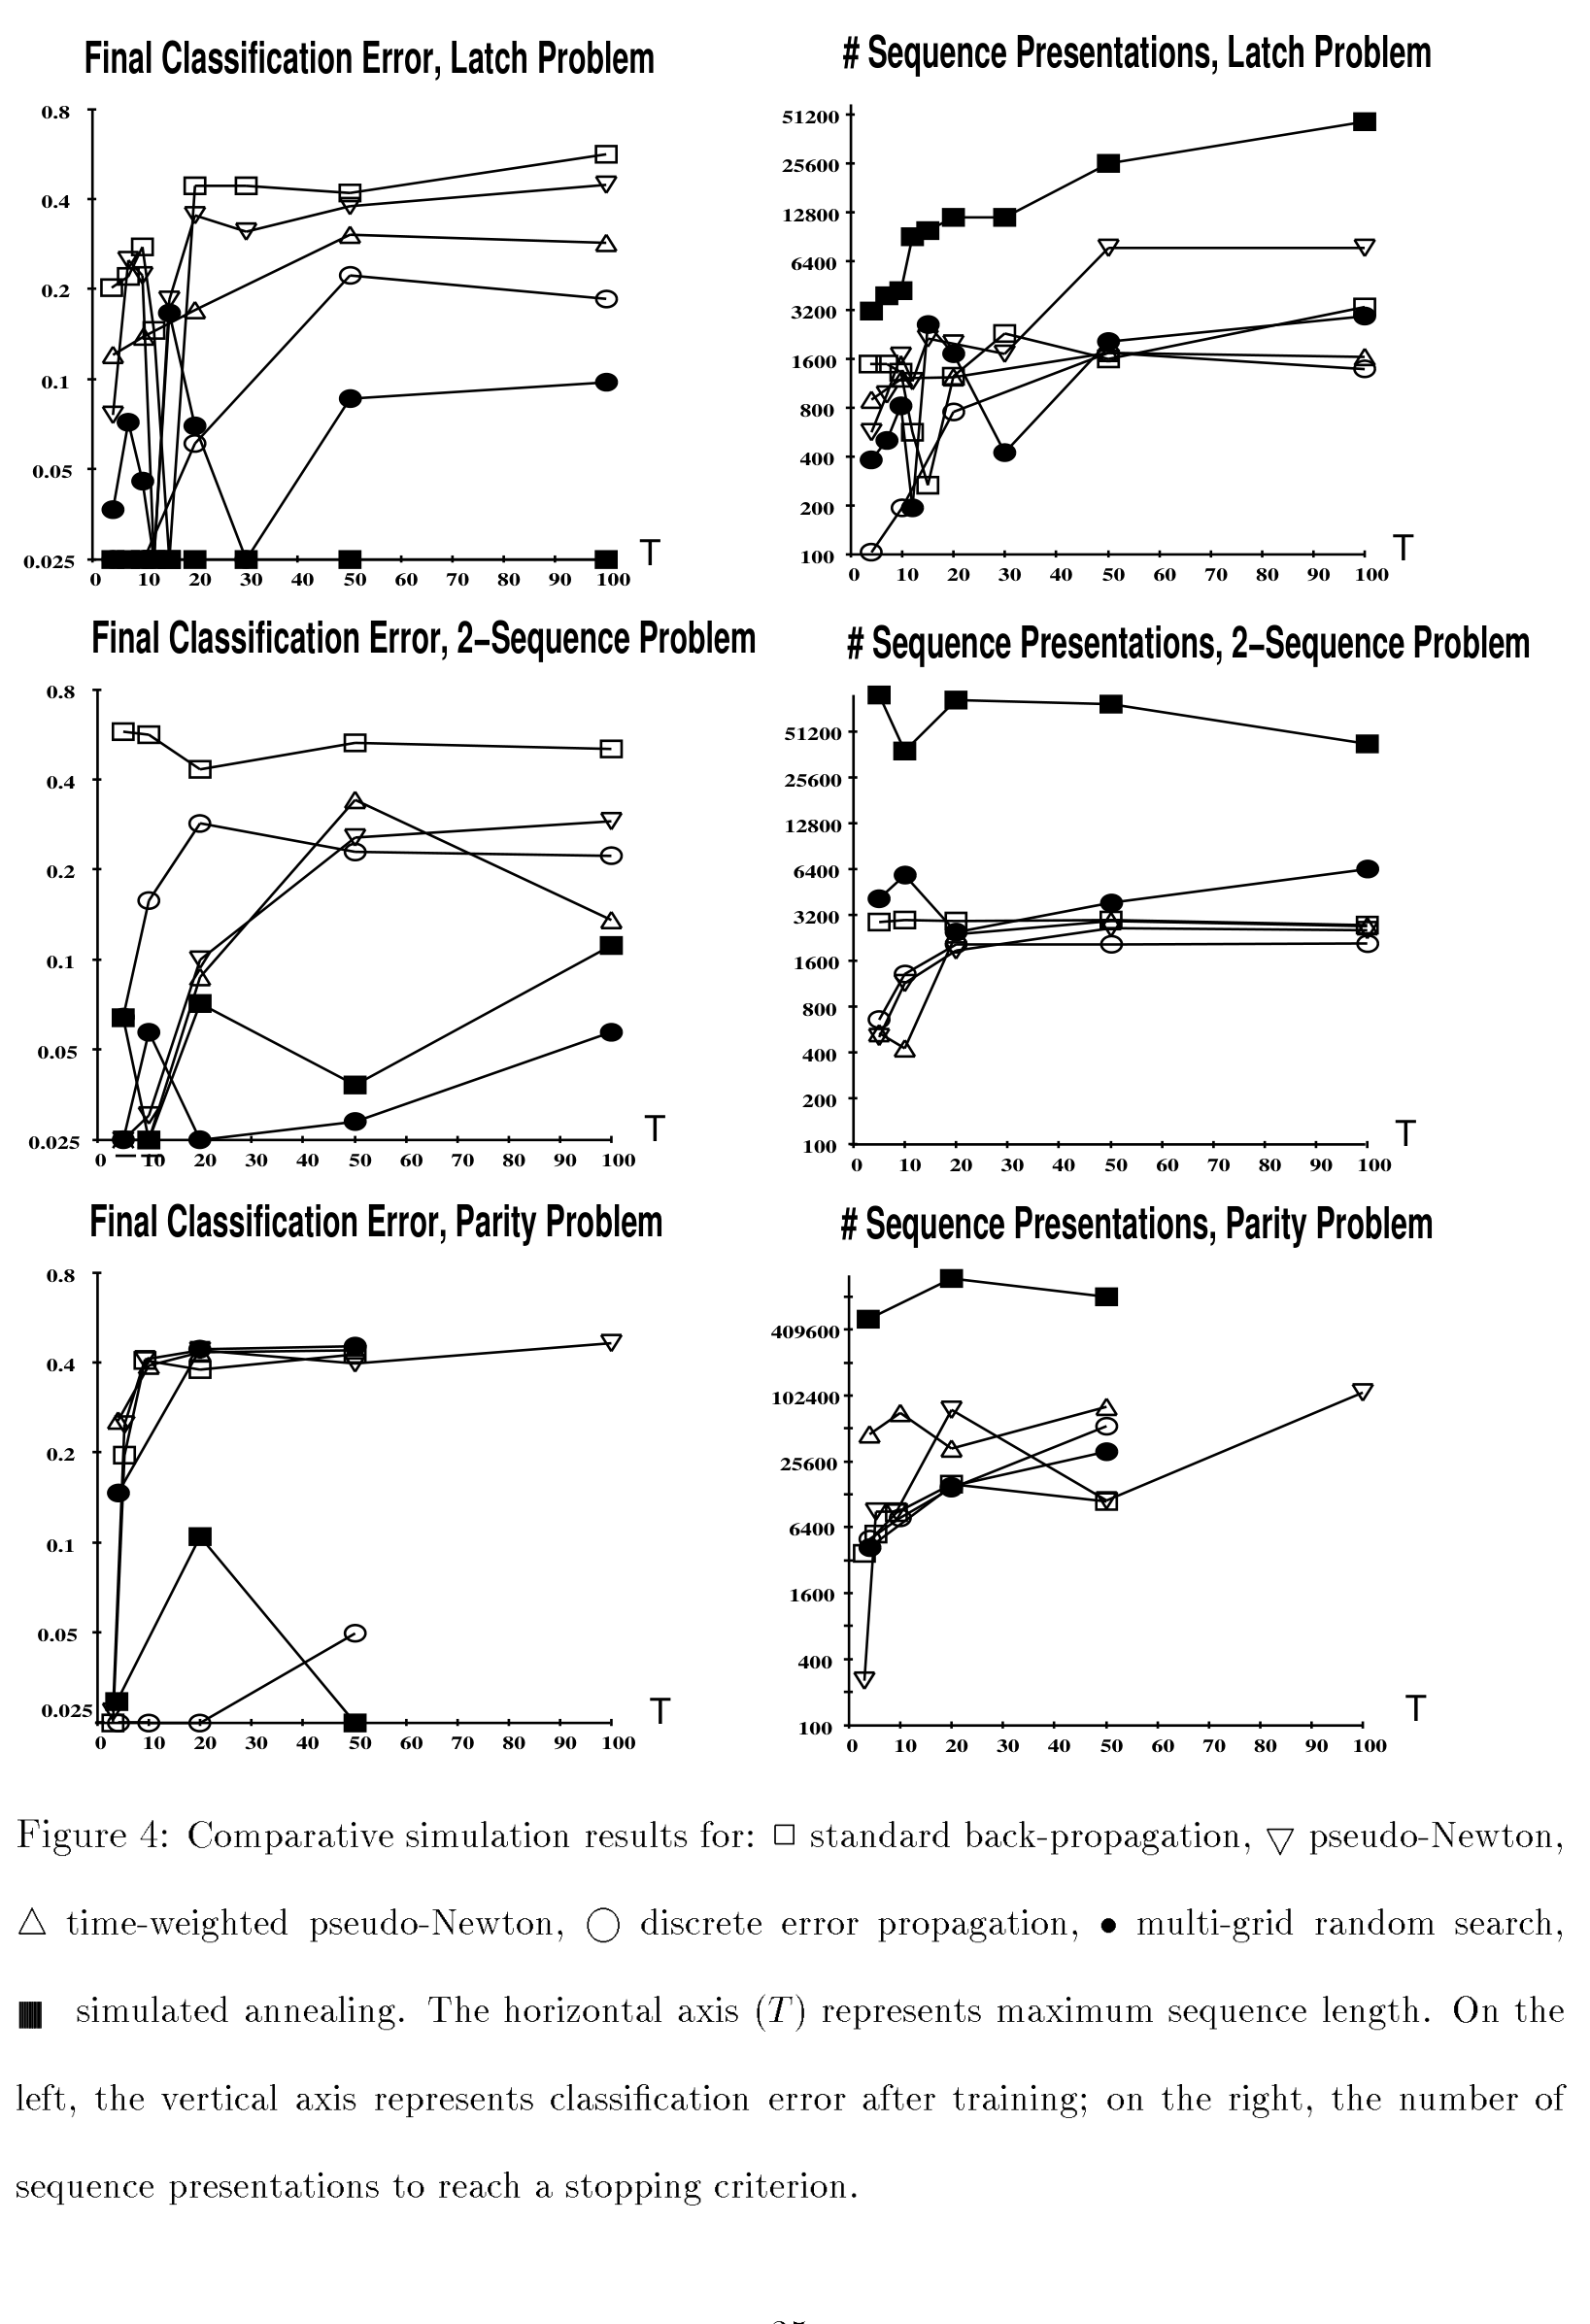 Final Classification Error, Latch Problem
0.8
0.4
0.2
0.1
0.05
0.025
0 10 20 30 40 50 60 70 80 90 100
T
# Sequence Presentations, Latch Problem
51200
25600
12800
6400
3200
1600
800
400
200
100
0 10 20 30 40 50 60 70 80 90 100
T
Final Classification Error, 2–Sequence Problem
0.8
0.4
0.2
0.1
0.05
0.025
0 10 20 30 40 50 60 70 80 90 100
T
# Sequence Presentations, 2–Sequence Problem
51200
25600
12800
6400
3200
1600
800
400
200
100
0 10 20 30 40 50 60 70 80 90 100
T
Final Classification Error, Parity Problem
0.8
0.4
0.2
0.1
0.05
0.025
0 10 20 30 40 50 60 70 80 90 100
T
# Sequence Presentations, Parity Problem
409600
102400
25600
6400
1600
400
100
0 10 20 30 40 50 60 70 80 90 100
T
Figure 4: Comparative simulation results for: □ standard back-propagation, ▽ pseudo-Newton,
△ time-weighted pseudo-Newton, ◯ discrete error propagation, ● multi-grid random search,
■ simulated annealing. The horizontal axis (T) represents maximum sequence length. On the
left, the vertical axis represents classification error after training; on the right, the number of
sequence presentations to reach a stopping criterion.